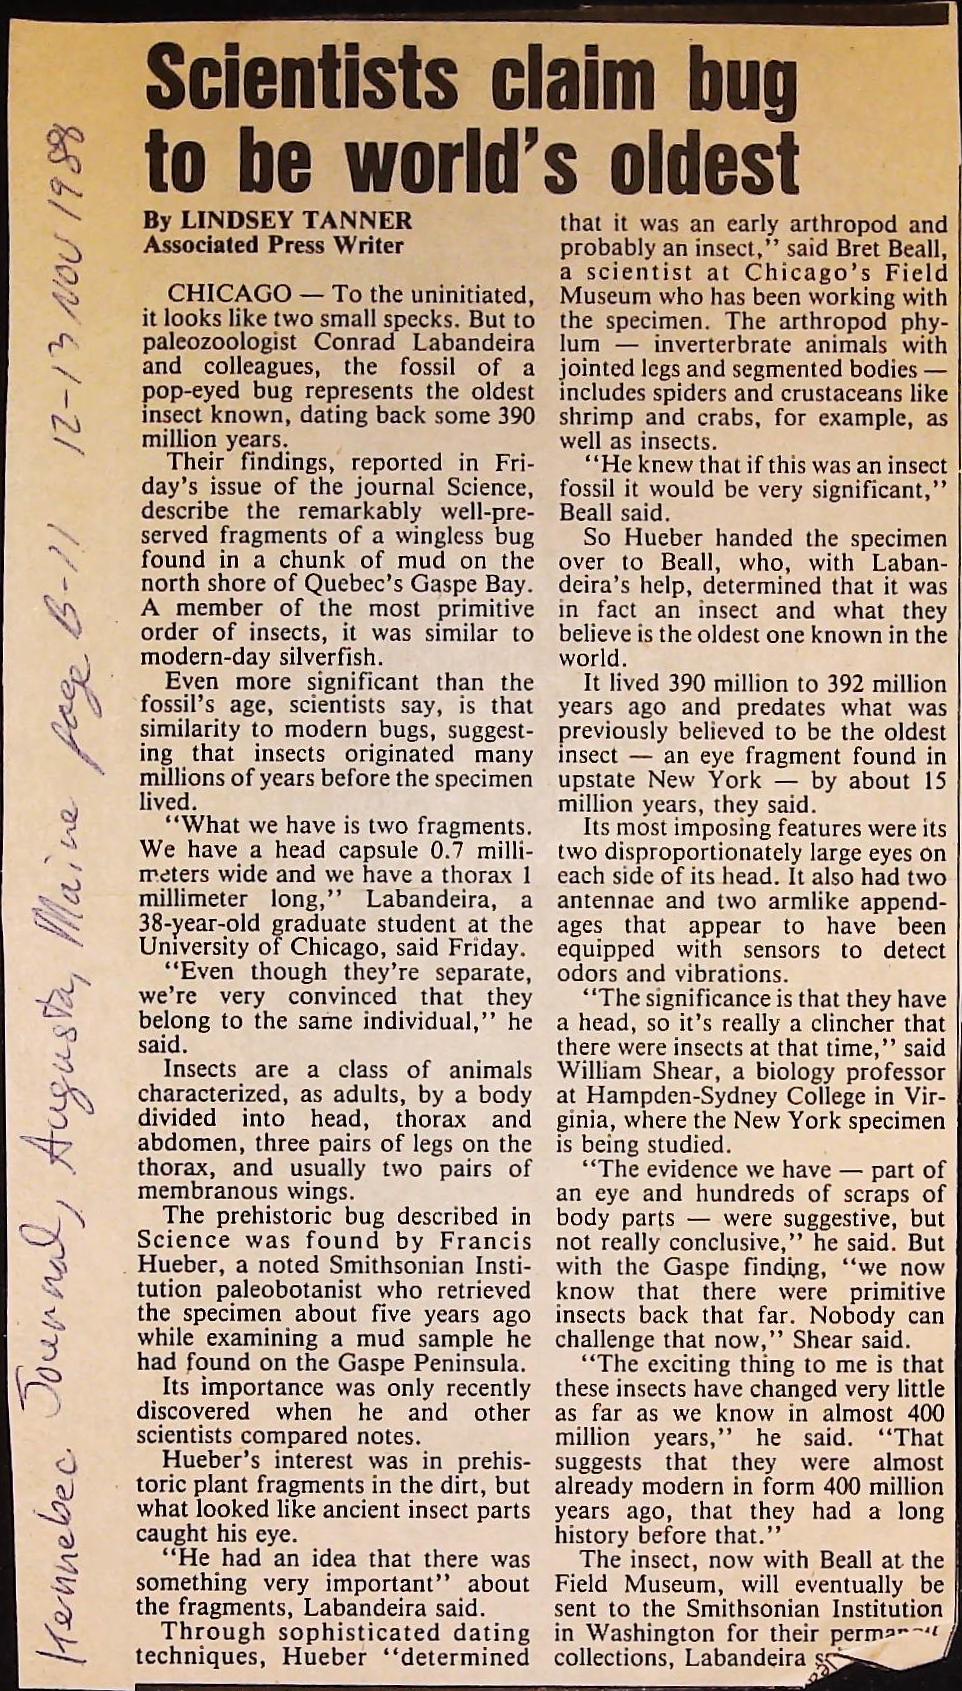 Scientists claim bug
to be world's oldest
By LINDSEY TANNER
Associated Press Writer
CHICAGO — To the uninitiated,
it looks like two small specks. But to
paleozoologist Conrad Labandeira
and colleagues, the fossil of a
pop-eyed bug represents the oldest
insect known, dating back some 390
million years.
Their findings, reported in Fri-
day's issue of the journal Science,
describe the remarkably well-pre-
served fragments of a wingless bug
found in a chunk of mud on the
north shore of Quebec's Gaspe Bay.
A member of the most primitive
order of insects, it was similar to
modern-day silverfish.
Even more significant than the
fossil's age, scientists say, is that
similarity to modern bugs, suggest-
ing that insects originated many
millions of years before the specimen
lived.
"What we have is two fragments.
We have a head capsule 0.7 milli-
meters wide and we have a thorax 1
millimeter long," Labandeira, a
38-year-old graduate student at the
University of Chicago, said Friday.
"Even though they're separate,
we're very convinced that they
belong to the same individual," he
said.
Insects are a class of animals
characterized, as adults, by a body
divided into head, thorax and
abdomen, three pairs of legs on the
thorax, and usually two pairs of
membranous wings.
The prehistoric bug described in
Science was found by Francis
Hueber, a noted Smithsonian Insti-
tution paleobotanist who retrieved
the specimen about five years ago
while examining a mud sample he
had found on the Gaspe Peninsula.
Its importance was only recently
discovered when he and other
scientists compared notes.
Hueber's interest was in prehis-
toric plant fragments in the dirt, but
what looked like ancient insect parts
caught his eye.
"He had an idea that there was
something very important" about
the fragments, Labandeira said.
Through sophisticated dating
techniques, Hueber "determined
that it was an early arthropod and
probably an insect," said Bret Beall,
a scientist at Chicago's Field
Museum who has been working with
the specimen. The arthropod phy-
lum — inverterbrate animals with
jointed legs and segmented bodies —
includes spiders and crustaceans like
shrimp and crabs, for example, as
well as insects.
"He knew that if this was an insect
fossil it would be very significant,"
Beall said.
So Hueber handed the specimen
over to Beall, who, with Laban-
deira's help, determined that it was
in fact an insect and what they
believe is the oldest one known in the
world.
It lived 390 million to 392 million
years ago and predates what was
previously believed to be the oldest
insect — an eye fragment found in
upstate New York — by about 15
million years, they said.
Its most imposing features were its
two disproportionately large eyes on
each side of its head. It also had two
antennae and two armlike append-
ages that appear to have been
equipped with sensors to detect
odors and vibrations.
"The significance is that they have
a head, so it's really a clincher that
there were insects at that time," said
William Shear, a biology professor
at Hampden-Sydney College in Vir-
ginia, where the New York specimen
is being studied.
"The evidence we have — part of
an eye and hundreds of scraps of
body parts — were suggestive, but
not really conclusive," he said. But
with the Gaspe finding, "we now
know that there were primitive
insects back that far. Nobody can
challenge that now," Shear said.
"The exciting thing to me is that
these insects have changed very little
as far as we know in almost 400
million years," he said. "That
suggests that they were almost
already modern in form 400 million
years ago, that they had a long
history before that."
The insect, now with Beall at the
Field Museum, will eventually be
sent to the Smithsonian Institution
in Washington for their
collections, Labandeira
Kennebec Journal, Augusta, Maine page B-11 12-13 NOV 1988